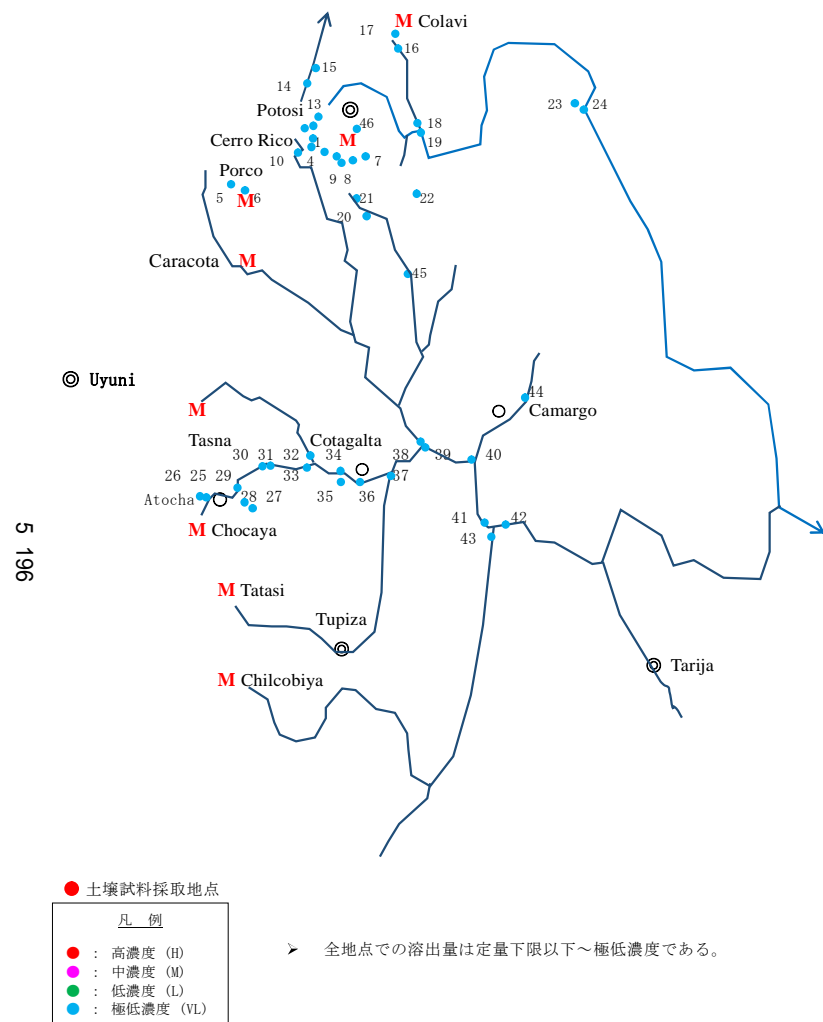 17 M Colavi
16
15
14
23 24
13
Potosi
46
18
Cerro Rico 1 M
19
10 4 7
Porco 9 8
5 6
M
21 22
20
Caracota M
45
◎ Uyuni
44
M
Camargo
Tasna Cotagalta
30 31 32 34 38 39 40
33
26 25 29 37
Atocha 28 27 35 36
M Chocaya
41 42
43
5 196
M Tatasi
Tupiza
Tarija
M Chilcobiya
● 土壌試料採取地点
凡 例
● : 高濃度 (H)
● : 中濃度 (M)
● : 低濃度 (L)
● : 極低濃度 (VL)
➢ 全地点での溶出量は定量下限以下～極低濃度である。